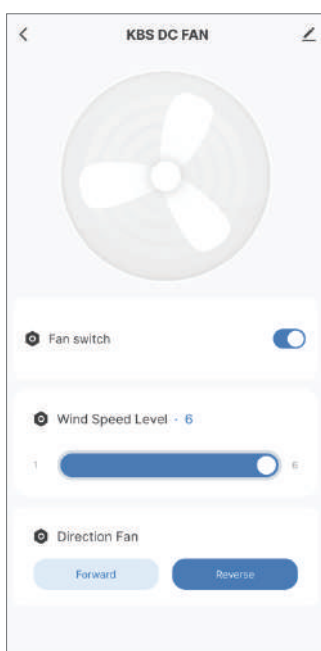 KBS DC FAN
Fan switch
Wind Speed Level · 6
1 6
Direction Fan
Forward Reverse